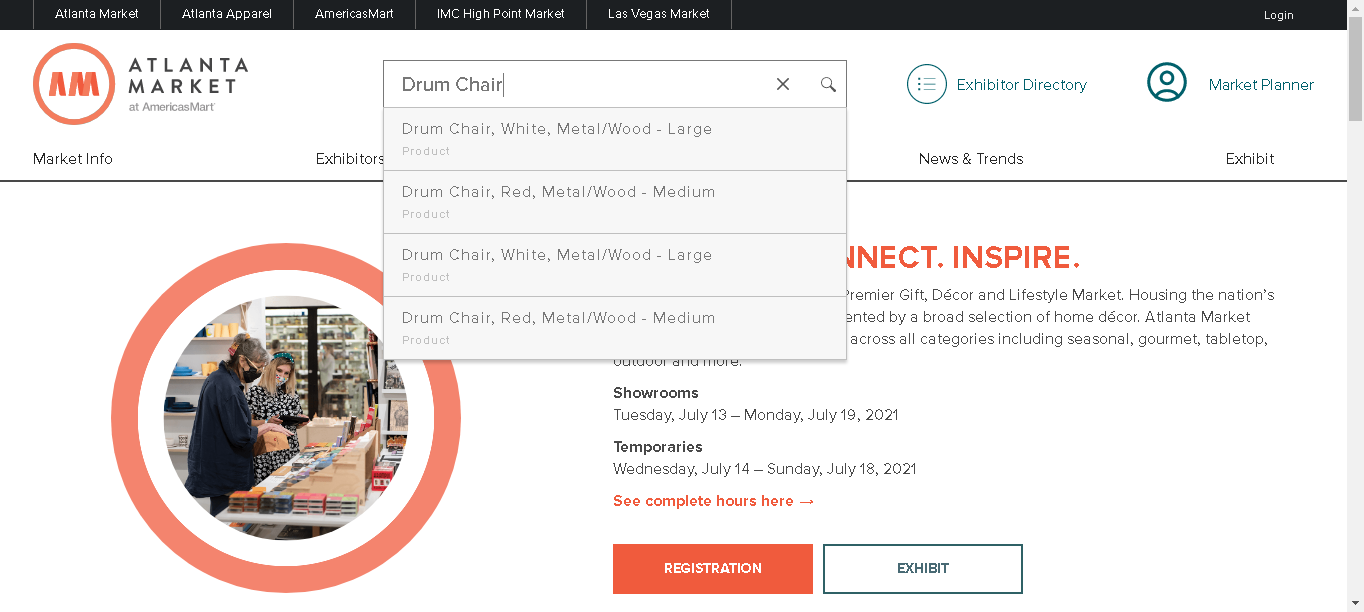 Atlanta Market
Atlanta Apparel
AmericasMart
IMC High Point Market
Las Vegas Market
Login
ATLANTA
MARKET
at AmericasMart
AM
Drum Chair
Exhibitor Directory
Market Planner
Drum Chair, White, Metal/Wood - Large
Product
Market Info
Exhibitors
News & Trends
Exhibit
Drum Chair, Red, Metal/Wood - Medium
Product
Drum Chair, White, Metal/Wood - Large
Product
Drum Chair, Red, Metal/Wood - Medium
Product
NNECT. INSPIRE.
Premier Gift, Décor and Lifestyle Market. Housing the nation's
ented by a broad selection of home décor. Atlanta Market
across all categories including seasonal, gourmet, tabletop,
outdoor and more.
Showrooms
Tuesday, July 13 – Monday, July 19, 2021
Temporaries
Wednesday, July 14 – Sunday, July 18, 2021
See complete hours here →
REGISTRATION
EXHIBIT